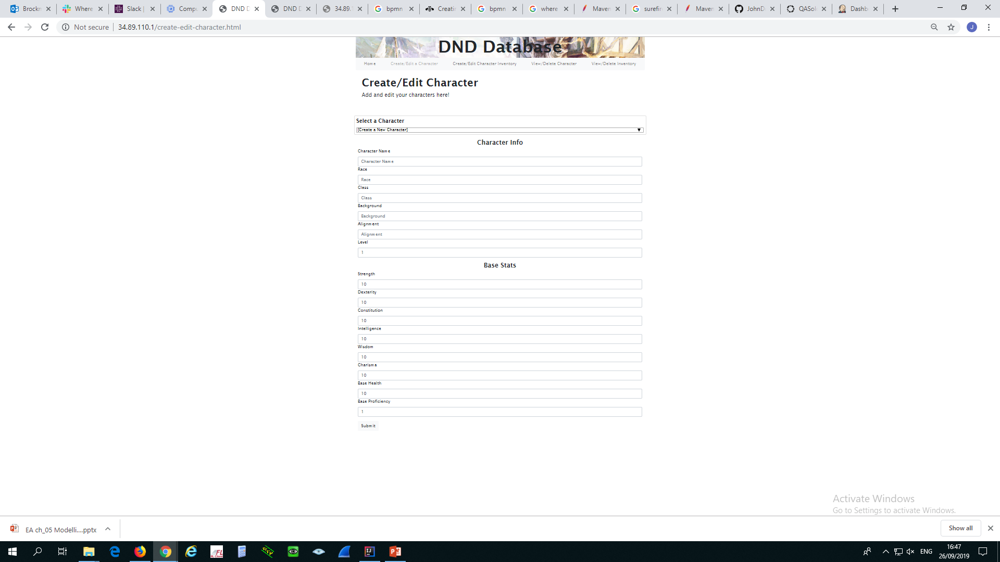 Brockm
Where
Slack |
Compu
DND D
DND D
34.89.1
bpmn
Creatin
bpmn
where
Maven
surefir
Maven
JohnD
QASol
Dashb
Not secure
34.89.110.1/create-edit-character.html
J
DND Database
Home
Create/Edit a Character
Create/Edit Character Inventory
View/Delete Character
View/Delete Inventory
Create/Edit Character
Add and edit your characters here!
Select a Character
[Create a New Character]
Character Info
Character Name
Character Name
Race
Race
Class
Class
Background
Background
Alignment
Alignment
Level
1
Base Stats
Strength
10
Dexterity
10
Constitution
10
Intelligence
10
Wisdom
10
Charisma
10
Base Health
10
Base Proficiency
1
Submit
Activate Windows
Go to Settings to activate Windows.
EA ch_05 Modelli....pptx
Show all
ENG
16:47
26/09/2019